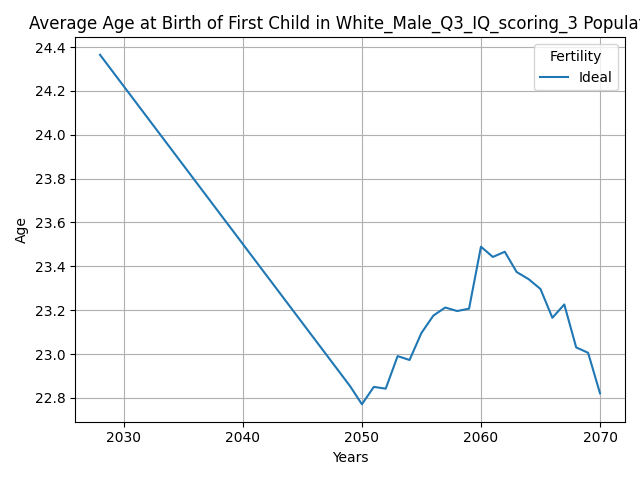 Average Age at Birth of First Child in White_Male_Q3_IQ_scoring_3 Populat
24.4
24.2
24.0
23.8
23.6
23.4
23.2
23.0
22.8
Age
Fertility
Ideal
2030 2040 2050 2060 2070
Years